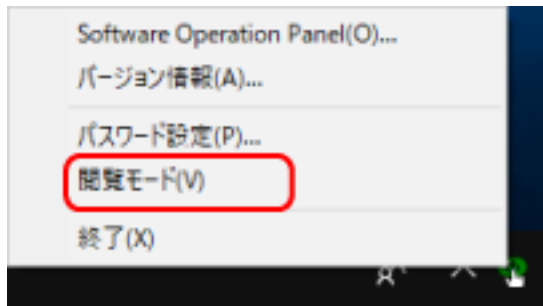 Software Operation Panel(O)...
バージョン情報(A)...
パスワード設定(P)...
閲覧モード(V)
終了(X)